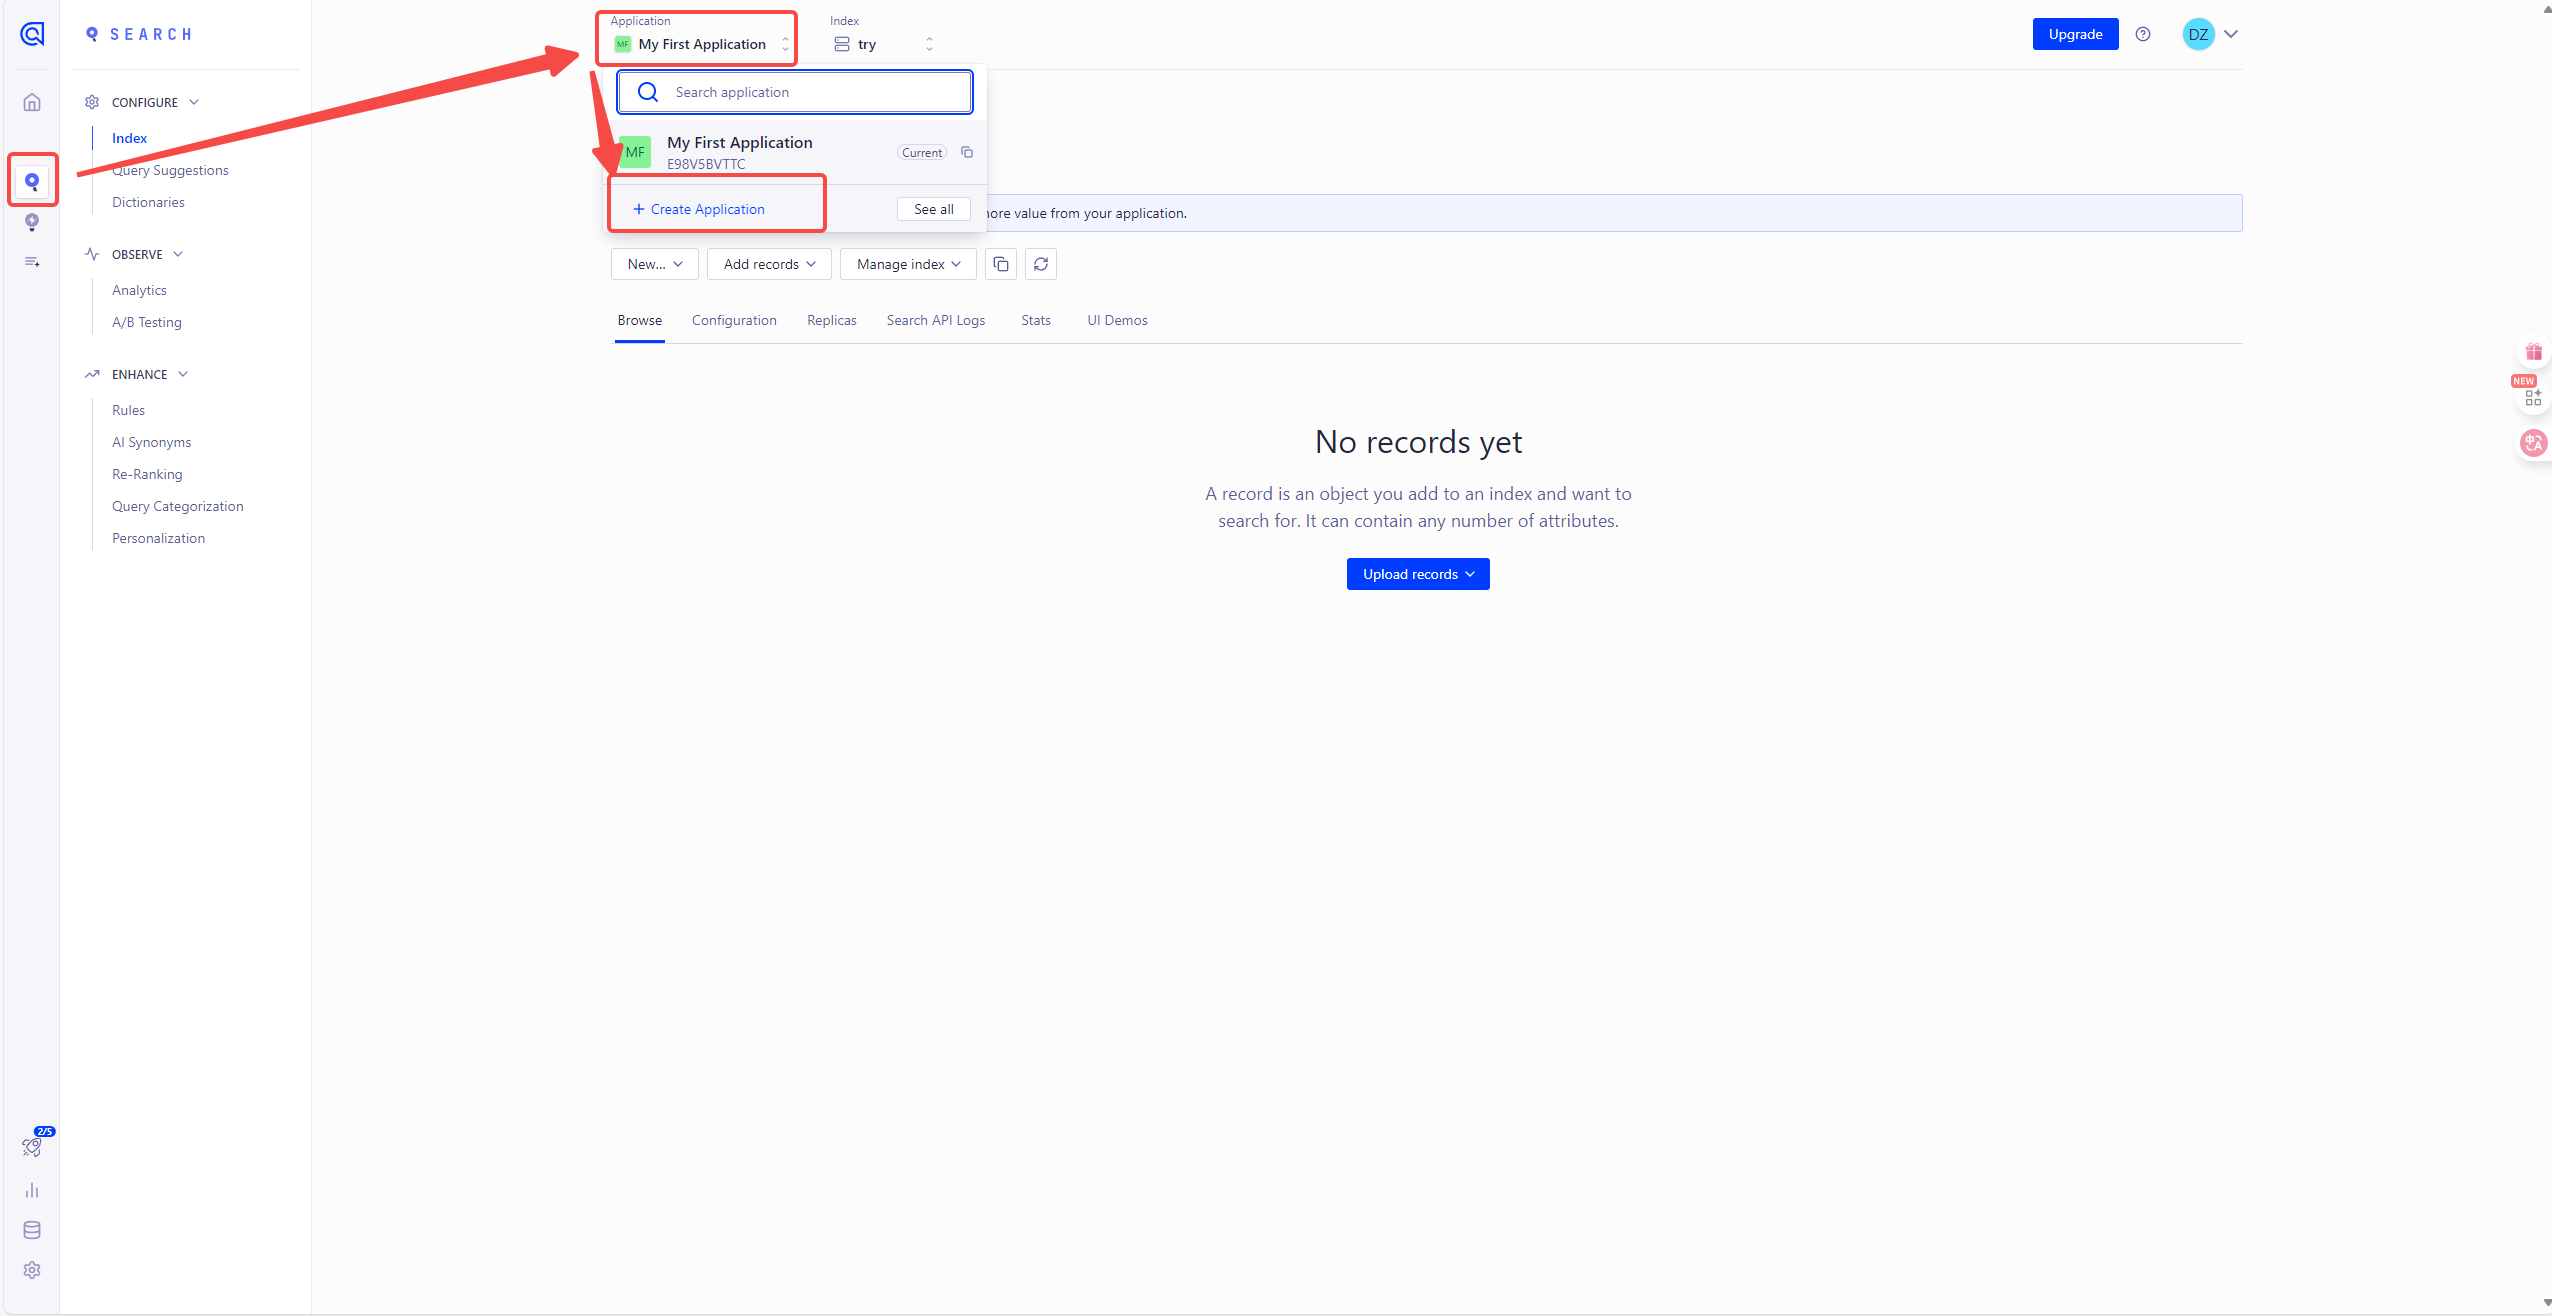 SEARCH
CONFIGURE
Index
Query Suggestions
Dictionaries
OBSERVE
Analytics
A/B Testing
ENHANCE
Rules
AI Synonyms
Re-Ranking
Query Categorization
Personalization
2/5
Application
MF My First Application
Index
try
Upgrade
DZ
Search application
MF
My First Application
E98V5BVTTC
Current
+ Create Application
See all
ore value from your application.
New...
Add records
Manage index
Browse
Configuration
Replicas
Search API Logs
Stats
UI Demos
No records yet
A record is an object you add to an index and want to
search for. It can contain any number of attributes.
Upload records
NEW
中A